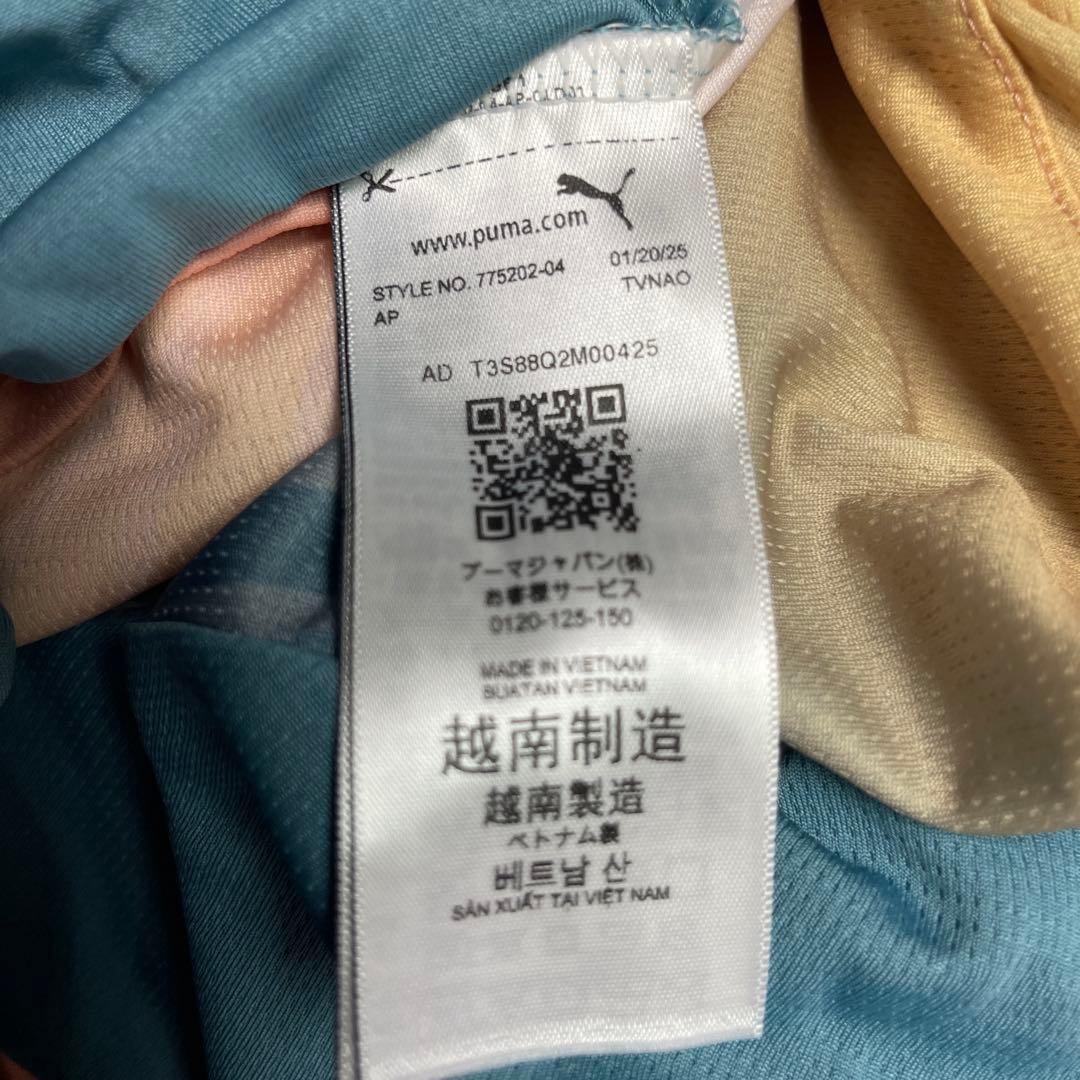 www.puma.com
STYLE NO. 775202-04 01/20/25
AP TVNAO
AD T3S88Q2M00425
プーマジャパン(株)
お客様サービス
0120-125-150
MADE IN VIETNAM
BUATAN VIETNAM
越南制造
越南製造
ベトナム製
베트남 산
SẢN XUẤT TẠI VIỆT NAM